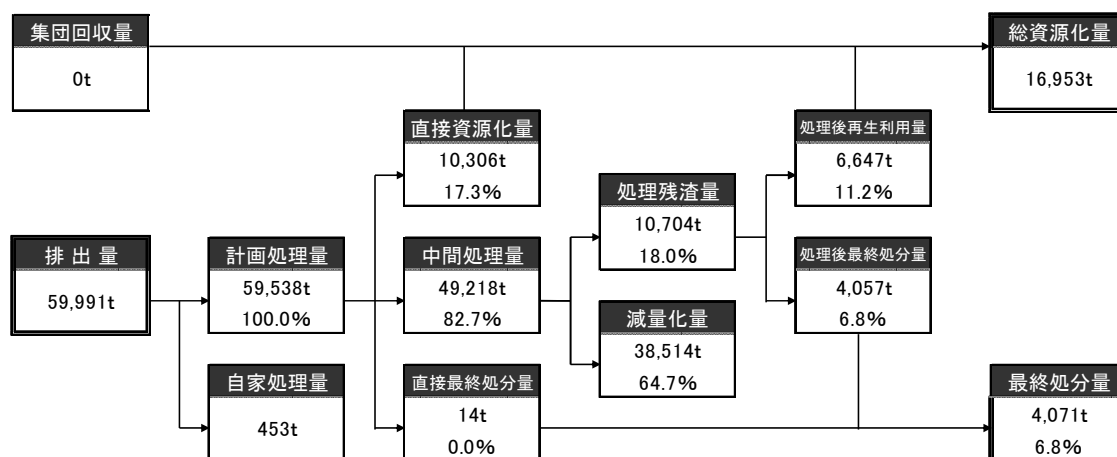 集団回収量
0t
総資源化量
16,953t
直接資源化量
10,306t
17.3%
処理後再生利用量
6,647t
11.2%
処理残渣量
10,704t
18.0%
排出量
59,991t
計画処理量
59,538t
100.0%
中間処理量
49,218t
82.7%
処理後最終処分量
4,057t
6.8%
減量化量
38,514t
64.7%
自家処理量
453t
直接最終処分量
14t
0.0%
最終処分量
4,071t
6.8%